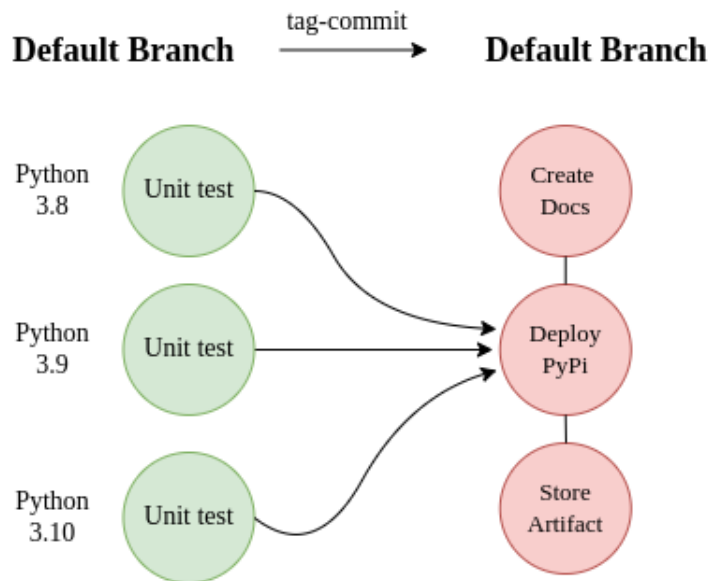 tag-commit
Default Branch
Default Branch
Python
3.8
Unit test
Create
Docs
Python
3.9
Unit test
Deploy
PyPi
Python
3.10
Unit test
Store
Artifact